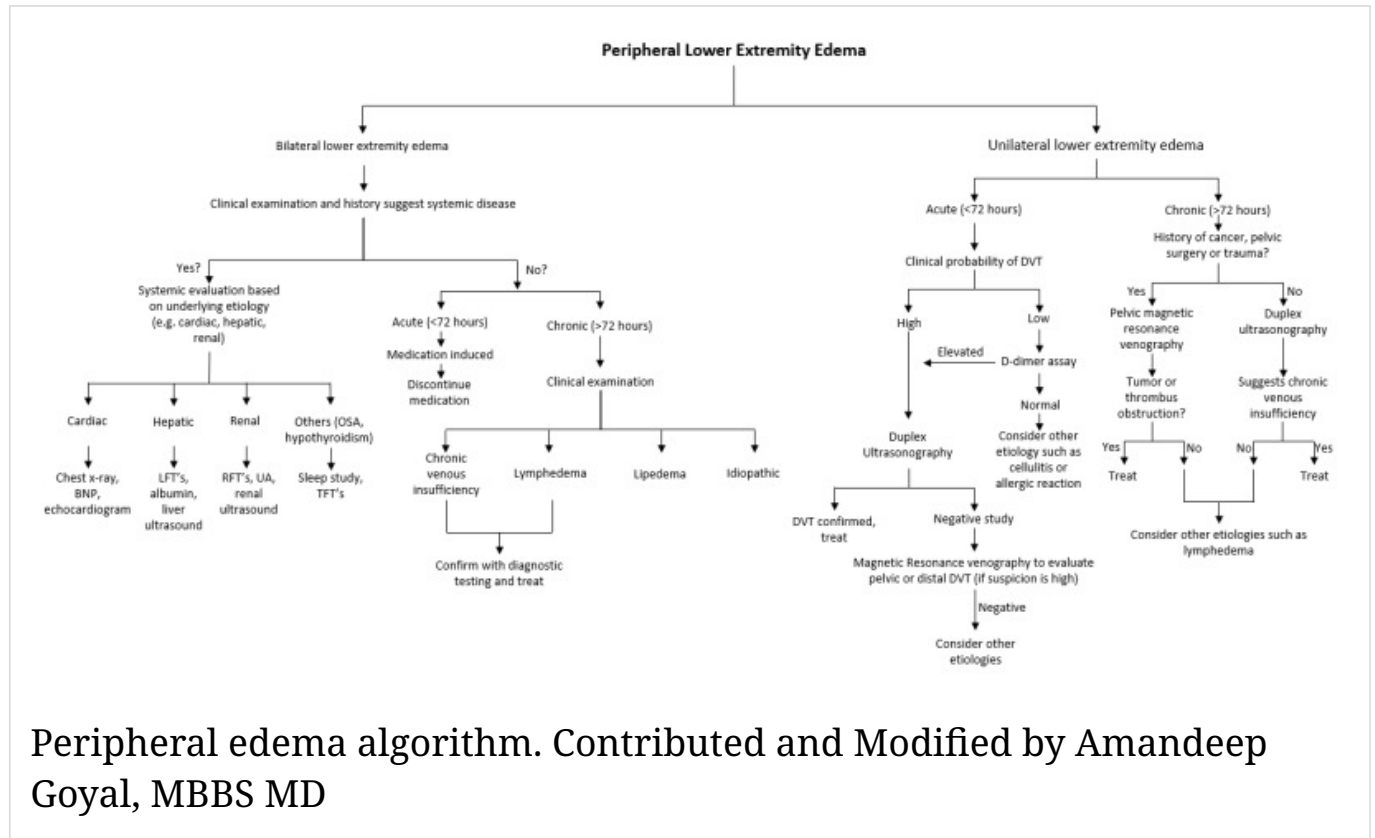 Peripheral Lower Extremity Edema
Bilateral lower extremity edema
Clinical examination and history suggest systemic disease
Yes?
Systemic evaluation based
on underlying etiology
(e.g. cardiac, hepatic,
renal)
Cardiac
Chest x-ray,
BNP,
echocardiogram
Hepatic
LFT's,
albumin,
liver
ultrasound
Renal
RFT's, UA,
renal
ultrasound
Others (OSA,
hypothyroidism)
Sleep study,
TFT's
No?
Acute (<72 hours)
Medication induced
Discontinue
medication
Chronic (>72 hours)
Clinical examination
Chronic
venous
insufficiency
Lymphedema
Lipedema
Idiopathic
Confirm with diagnostic
testing and treat
Unilateral lower extremity edema
Acute (<72 hours)
Clinical probability of DVT
High
Low
Elevated
D-dimer assay
Normal
Consider other
etiology such as
cellulitis or
allergic reaction
Duplex
Ultrasonography
DVT confirmed,
treat
Negative study
Magnetic Resonance venography to evaluate
pelvic or distal DVT (if suspicion is high)
Negative
Consider other
etiologies
Chronic (>72 hours)
History of cancer, pelvic
surgery or trauma?
Yes
Pelvic magnetic
resonance
venography
Tumor or
thrombus
obstruction?
Yes
Treat
No
No
Duplex
ultrasonography
Suggests chronic
venous
insufficiency
No
Yes
Treat
Consider other etiologies such as
lymphedema
Peripheral edema algorithm. Contributed and Modified by Amandeep
Goyal, MBBS MD